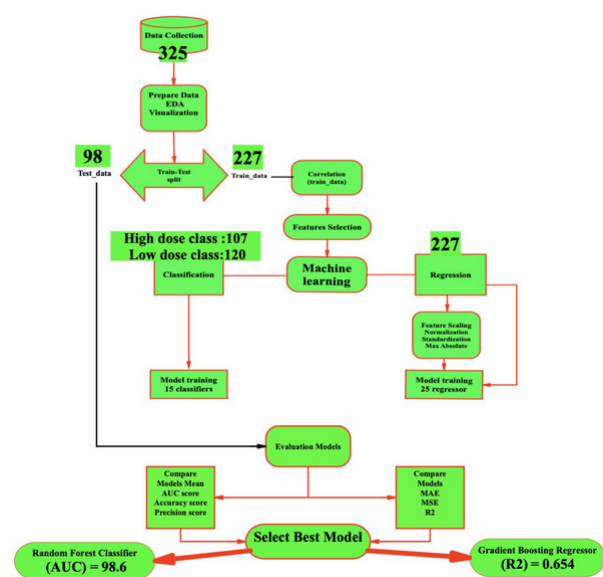 Data Collection
325
Prepare Data
EDA
Visualization
98
Test_data
Train-Test
split
227
Train_data
Correlation
(train_data)
Features Selection
High dose class :107
Low dose class:120
Classification
Machine
learning
227
Regression
Feature Scaling
Normalization
Standardization
Max Absolute
Model training
15 classifiers
Model training
25 regressor
Evaluation Models
Compare
Models Mean
AUC score
Accuracy score
Precision score
Compare
Models
MAE
MSE
R2
Select Best Model
Random Forest Classifier
(AUC) = 98.6
Gradient Boosting Regressor
(R2) = 0.654